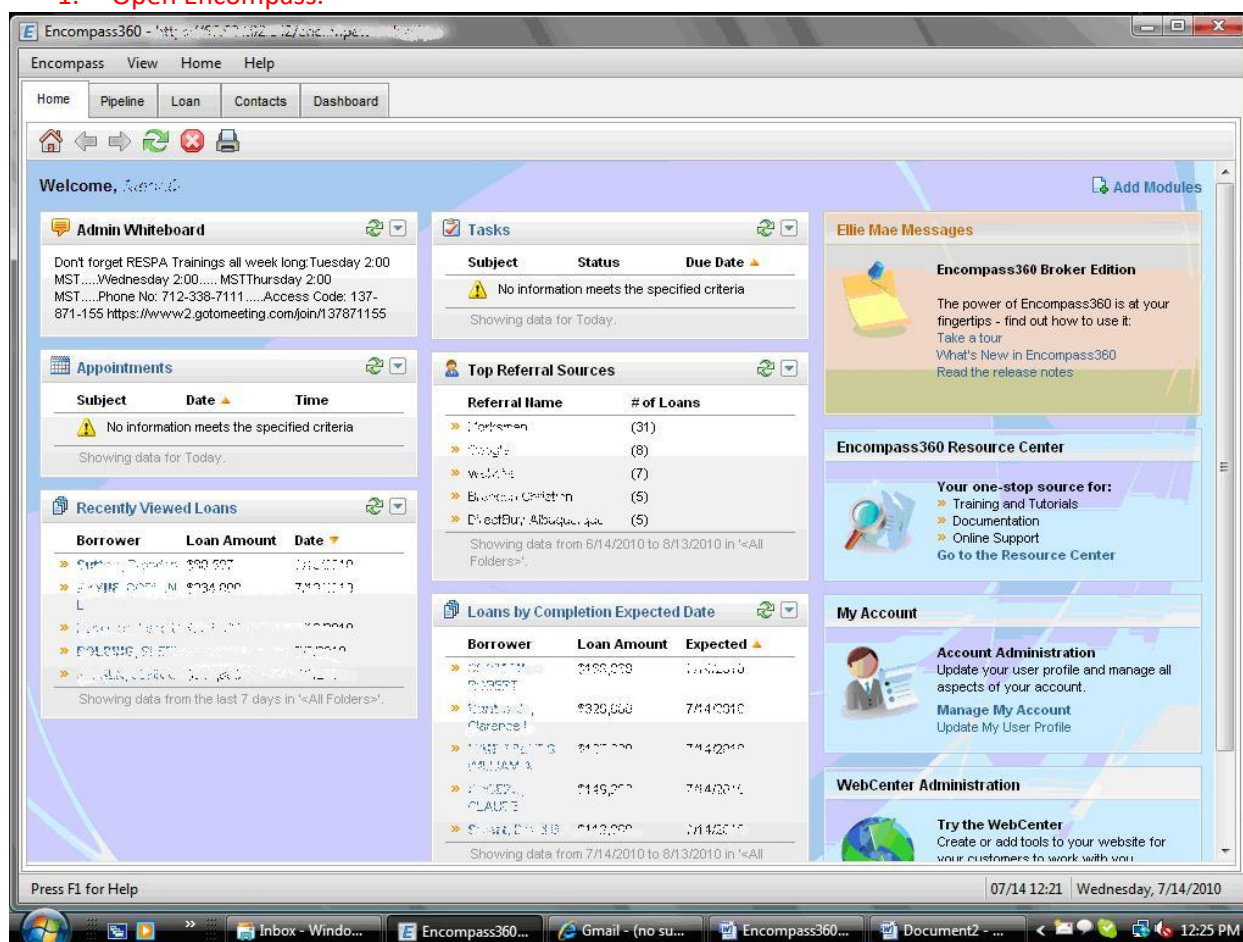 1. Open Encompass.
Encompass360 -
Encompass View Home Help
Home Pipeline Loan Contacts Dashboard
Welcome,
Add Modules
Admin Whiteboard
Don't forget RESPA Trainings all week long:Tuesday 2:00
MST.....Wednesday 2:00..... MSTThursday 2:00
MST.....Phone No: 712-338-7111.....Access Code: 137-
871-155 https://www2.gotomeeting.com/join/137871155
Appointments
Subject Date Time
No information meets the specified criteria
Showing data for Today.
Recently Viewed Loans
Borrower Loan Amount Date
Showing data from the last 7 days in '<All Folders>'.
Tasks
Subject Status Due Date
No information meets the specified criteria
Showing data for Today.
Top Referral Sources
Referral Name # of Loans
(31)
(8)
(7)
(5)
(5)
Showing data from 6/14/2010 to 8/13/2010 in '<All
Folders>'.
Loans by Completion Expected Date
Borrower Loan Amount Expected
7/14/2010
Showing data from 7/14/2010 to 8/13/2010 in '<All
Ellie Mae Messages
Encompass360 Broker Edition
The power of Encompass360 is at your
fingertips - find out how to use it:
Take a tour
What's New in Encompass360
Read the release notes
Encompass360 Resource Center
Your one-stop source for:
» Training and Tutorials
» Documentation
» Online Support
Go to the Resource Center
My Account
Account Administration
Update your user profile and manage all
aspects of your account.
Manage My Account
Update My User Profile
WebCenter Administration
Try the WebCenter
Create or add tools to your website for
your customers to work with you
Press F1 for Help
07/14 12:21 Wednesday, 7/14/2010
Inbox - Windo... Encompass360... Gmail - (no su... Encompass360... Document2 - ... 12:25 PM